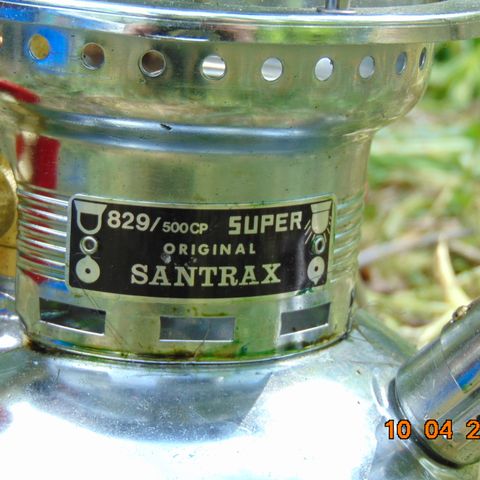 829/500CP SUPER
ORIGINAL
SANTRAX
10 04 2